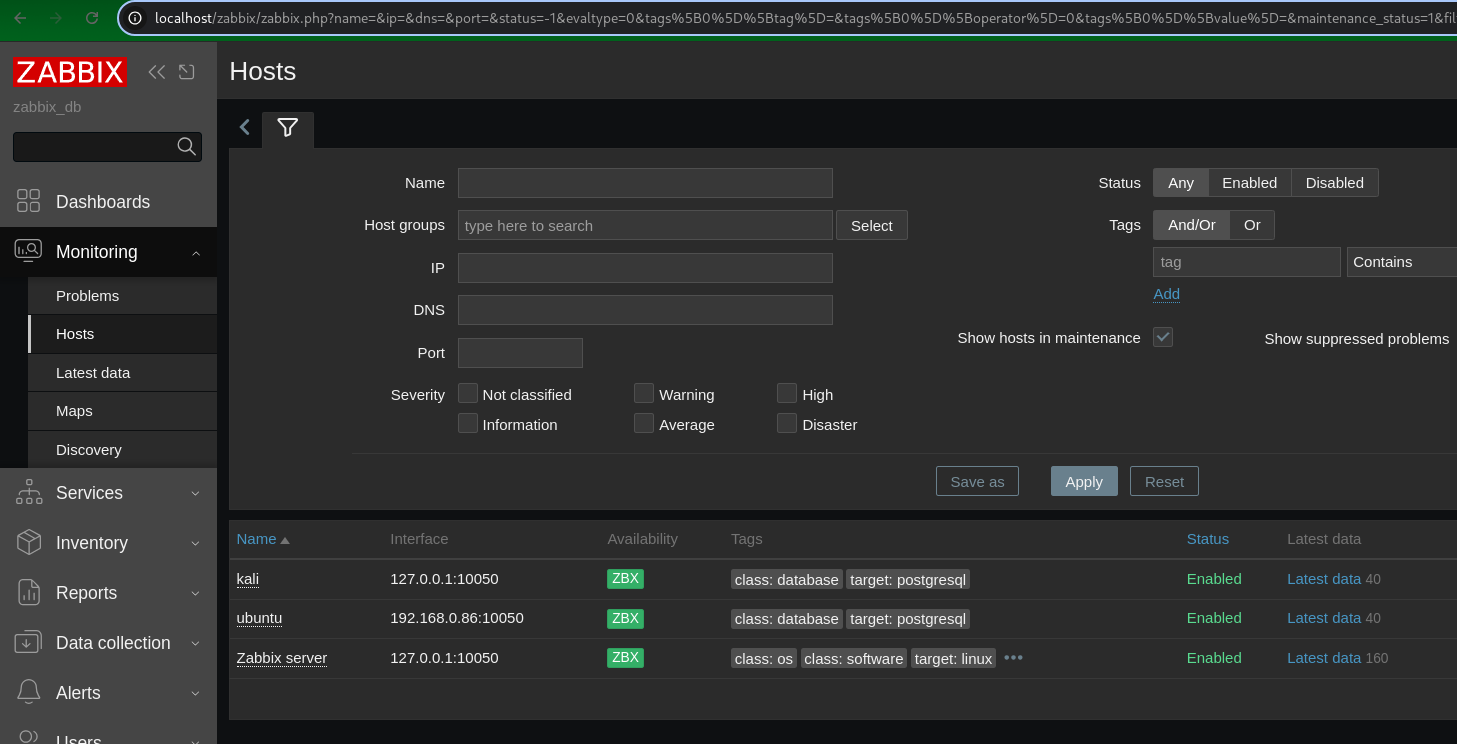 localhost/zabbix/zabbix.php?name=&ip=&dns=&port=&status=-1&evaltype=0&tags%5B0%5D%5Btag%5D=&tags%5B0%5D%5Boperator%5D=0&tags%5B0%5D%5Bvalue%5D=&maintenance_status=1&fil
ZABBIX
zabbix_db
Dashboards
Monitoring
Problems
Hosts
Latest data
Maps
Discovery
Services
Inventory
Reports
Data collection
Alerts
Users
Hosts
Name
Host groups type here to search Select
IP
DNS
Port
Severity Not classified Warning High
Information Average Disaster
Status Any Enabled Disabled
Tags And/Or Or
tag Contains
Add
Show hosts in maintenance Show suppressed problems
Save as Apply Reset
Name Interface Availability Tags Status Latest data
kali 127.0.0.1:10050 ZBX class: database target: postgresql Enabled Latest data 40
ubuntu 192.168.0.86:10050 ZBX class: database target: postgresql Enabled Latest data 40
Zabbix server 127.0.0.1:10050 ZBX class: os class: software target: linux ••• Enabled Latest data 160